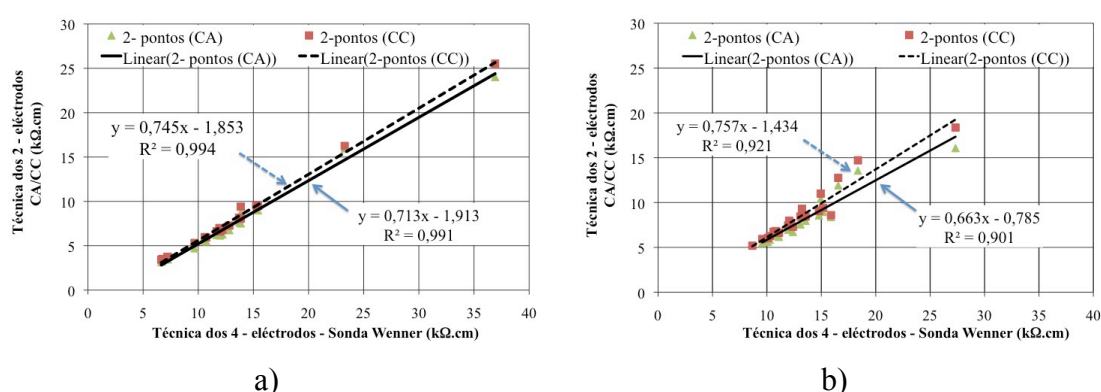 30
25
20
15
10
5
0
Técnica dos 2 - eléctrodos
CA/CC (kΩ.cm)
2- pontos (CA)
2-pontos (CC)
Linear(2- pontos (CA))
Linear(2-pontos (CC))
y = 0,745x - 1,853
R² = 0,994
y = 0,713x - 1,913
R² = 0,991
0 5 10 15 20 25 30 35 40
Técnica dos 4 - eléctrodos - Sonda Wenner (kΩ.cm)
a)
30
25
20
15
10
5
0
Técnica dos 2 - eléctrodos
CA/CC (kΩ.cm)
2-pontos (CA)
2-pontos (CC)
Linear(2-pontos (CA))
Linear(2-pontos (CC))
y = 0,757x - 1,434
R² = 0,921
y = 0,663x - 0,785
R² = 0,901
0 5 10 15 20 25 30 35 40
Técnica dos 4 - eléctrodos - Sonda Wenner (kΩ.cm)
b)